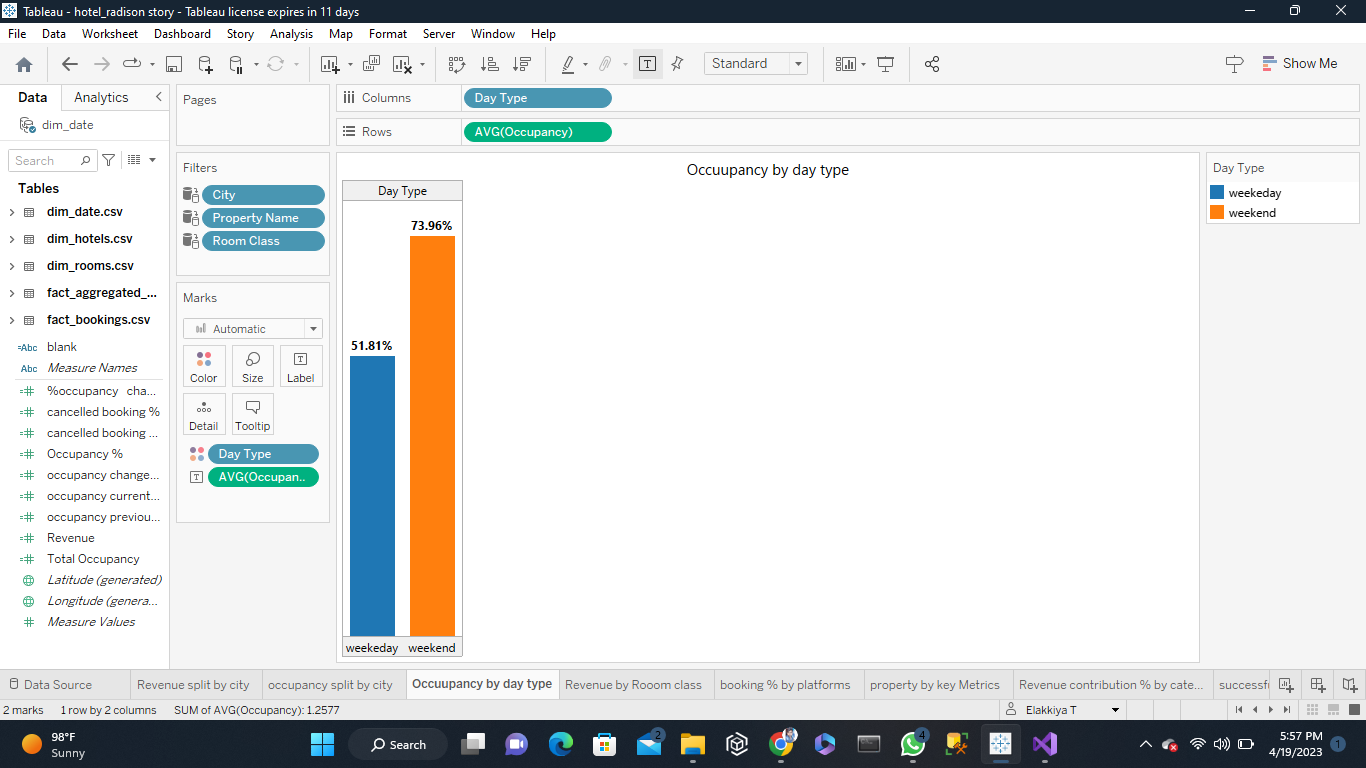 Tableau - hotel_radison story - Tableau license expires in 11 days
File Data Worksheet Dashboard Story Analysis Map Format Server Window Help
Standard
Show Me
Data Analytics
dim_date
Search
Tables
dim_date.csv
dim_hotels.csv
dim_rooms.csv
fact_aggregated_...
fact_bookings.csv
=Abc blank
Abc Measure Names
%occupancy cha...
cancelled booking %
cancelled booking ...
Occupancy %
occupancy change...
occupancy current...
occupancy previou...
Revenue
Total Occupancy
Latitude (generated)
Longitude (genera...
Measure Values
Pages
Filters
City
Property Name
Room Class
Marks
Automatic
Color Size Label
Detail Tooltip
Day Type
AVG(Occupan..
Columns Day Type
Rows AVG(Occupancy)
Occuupancy by day type
Day Type
73.96%
51.81%
weekeday weekend
Day Type
weekeday
weekend
Data Source Revenue split by city occupancy split by city Occuupancy by day type Revenue by Rooom class booking % by platforms property by key Metrics Revenue contribution % by cate... successf
2 marks 1 row by 2 columns SUM of AVG(Occupancy): 1.2577 Elakkiya T
98°F
Sunny
Search
2
4
5:57 PM
4/19/2023
1